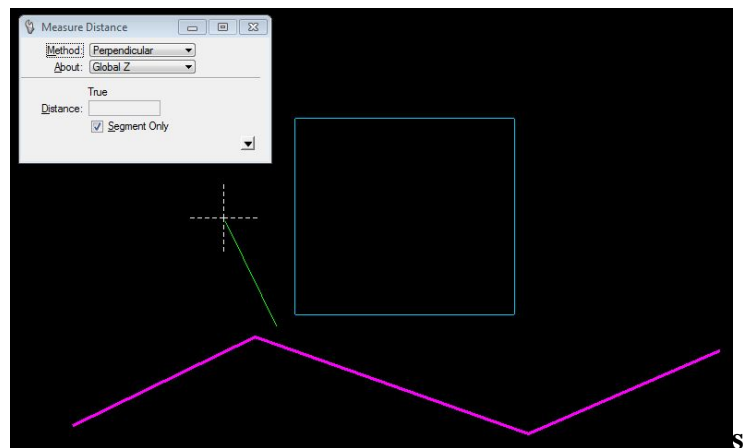 Measure Distance
Method: Perpendicular
About: Global Z
True
Distance:
Segment Only
s